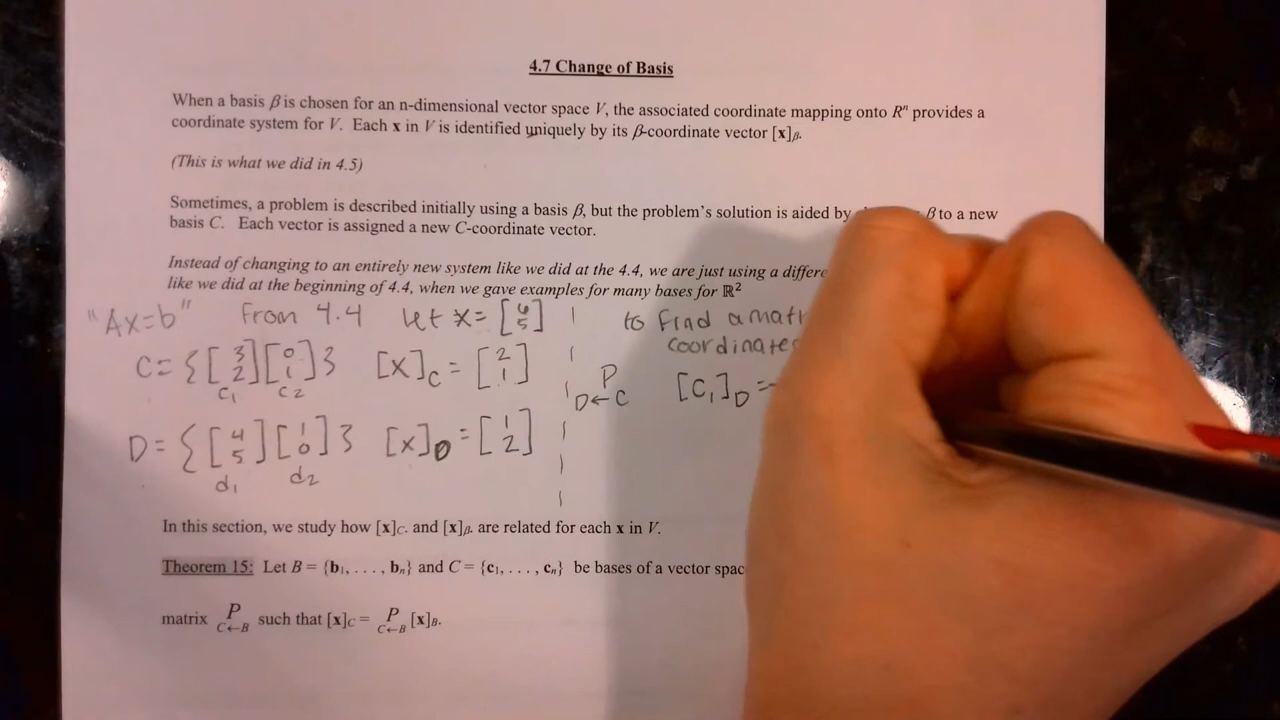 4.7 Change of Basis
When a basis β is chosen for an n-dimensional vector space V, the associated coordinate mapping onto Rⁿ provides a
coordinate system for V. Each x in V is identified uniquely by its β-coordinate vector [x]β.
(This is what we did in 4.5)
Sometimes, a problem is described initially using a basis β, but the problem's solution is aided by β to a new
basis C. Each vector is assigned a new C-coordinate vector.
Instead of changing to an entirely new system like we did at the 4.4, we are just using a
like we did at the beginning of 4.4, when we gave examples for many bases for ℝ²
"Ax=b" From 4.4 let x = [6 5] to find a
coordinates
C = {[3 2][0 1]} [x]C = [2 1] P D←C [C₁]D =
c₁ c₂
D = {[4 5][1 0]} [x]D = [1 2]
d₁ d₂
In this section, we study how [x]C. and [x]β. are related for each x in V.
Theorem 15: Let B = {b₁, . . . , bₙ} and C = {c₁, . . . , cₙ} be bases of a vector
matrix P C←B such that [x]C = P C←B [x]B.